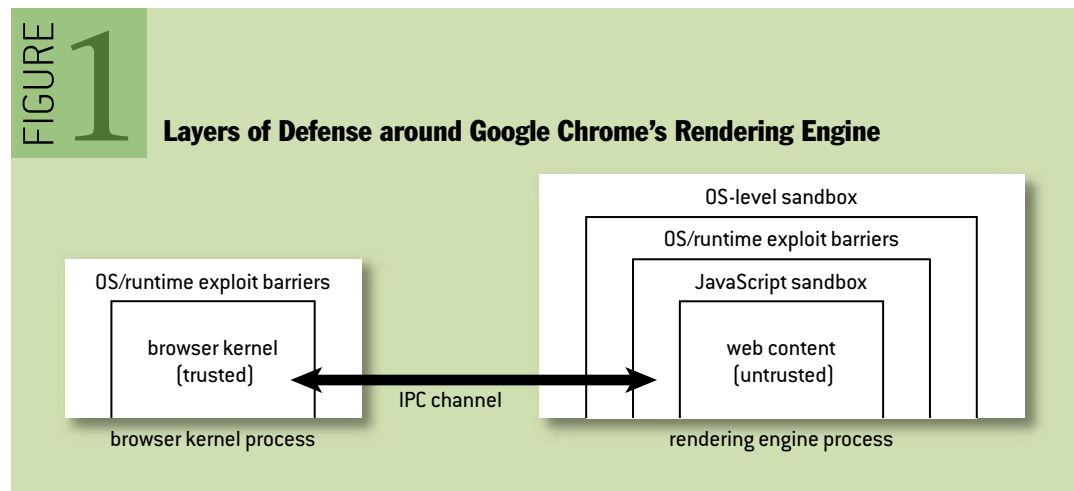 FIGURE 1
Layers of Defense around Google Chrome's Rendering Engine
OS-level sandbox
OS/runtime exploit barriers
JavaScript sandbox
web content
(untrusted)
OS/runtime exploit barriers
browser kernel
(trusted)
IPC channel
browser kernel process
rendering engine process